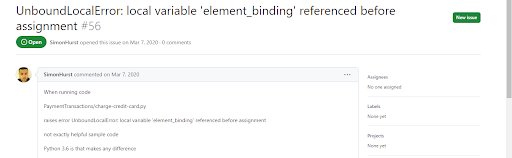 UnboundLocalError: local variable 'element_binding' referenced before
assignment #56
New issue
Open
SimonHurst opened this issue on Mar 7, 2020 · 0 comments
SimonHurst commented on Mar 7, 2020
When running code
PaymentTransactions/change-credit-card.py
raises error UnboundLocalError: local variable 'element_binding' referenced before assignment
not exactly helpful sample code
Python 3.6 is that makes any difference
Assignees
No one assigned
Labels
None yet
Projects
None yet